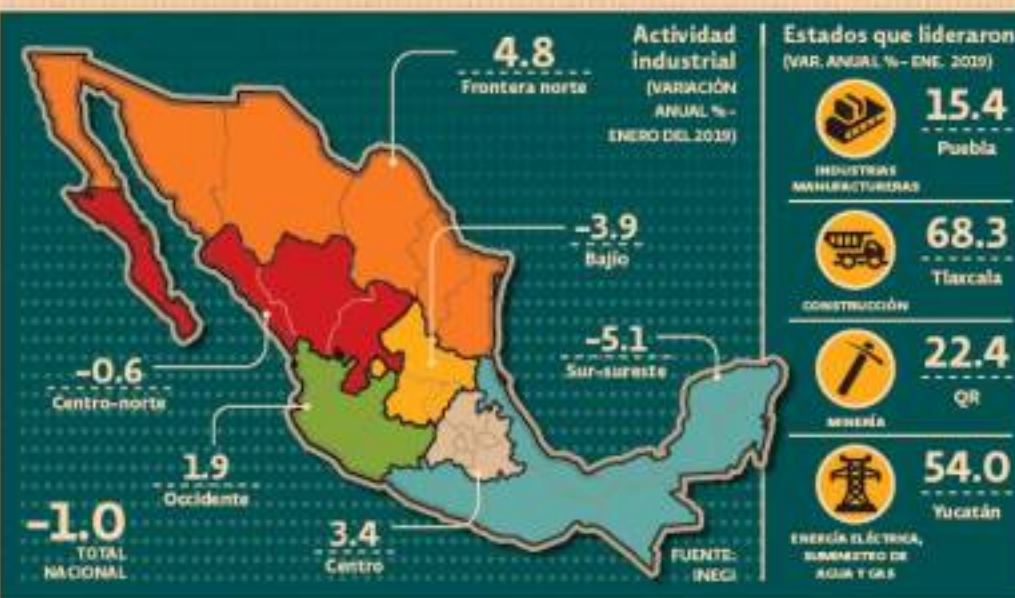 Actividad
industrial
(VARIACIÓN
ANUAL % -
ENERO DEL 2019)
4.8
Frontera norte
-3.9
Bajío
-5.1
Sur-sureste
-0.6
Centro-norte
1.9
Occidente
3.4
Centro
-1.0
TOTAL
NACIONAL
FUENTE:
INEGI
Estados que lideraron
(VAR. ANUAL % - ENE. 2019)
15.4
Puebla
INDUSTRIAS
MANUFACTURERAS
68.3
Tlaxcala
CONSTRUCCIÓN
22.4
QR
MINERÍA
54.0
Yucatán
ENERGÍA ELÉCTRICA,
SUMINISTRO DE
AGUA Y GAS